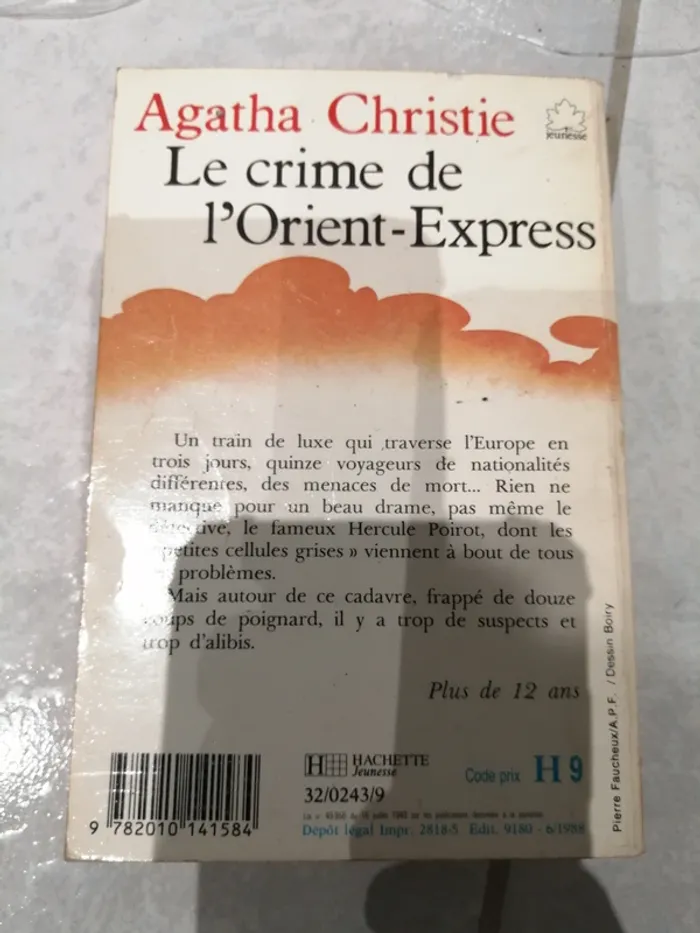 Agatha Christie
jeunesse
Le crime de
l'Orient-Express
Un train de luxe qui traverse l'Europe en
trois jours, quinze voyageurs de nationalités
différentes, des menaces de mort... Rien ne
manque pour un beau drame, pas même le
détective, le fameux Hercule Poirot, dont les
petites cellules grises » viennent à bout de tous
problèmes.
Mais autour de ce cadavre, frappé de douze
coups de poignard, il y a trop de suspects et
trop d'alibis.
Plus de 12 ans
Pierre Faucheux/A.P.F. / Dessin Boiry
H HACHETTE
Jeunesse
Code prix H 9
32/0243/9
Dépôt légal Impr. 2818-5 Edit. 9180 - 6/1988
9 782010 141584